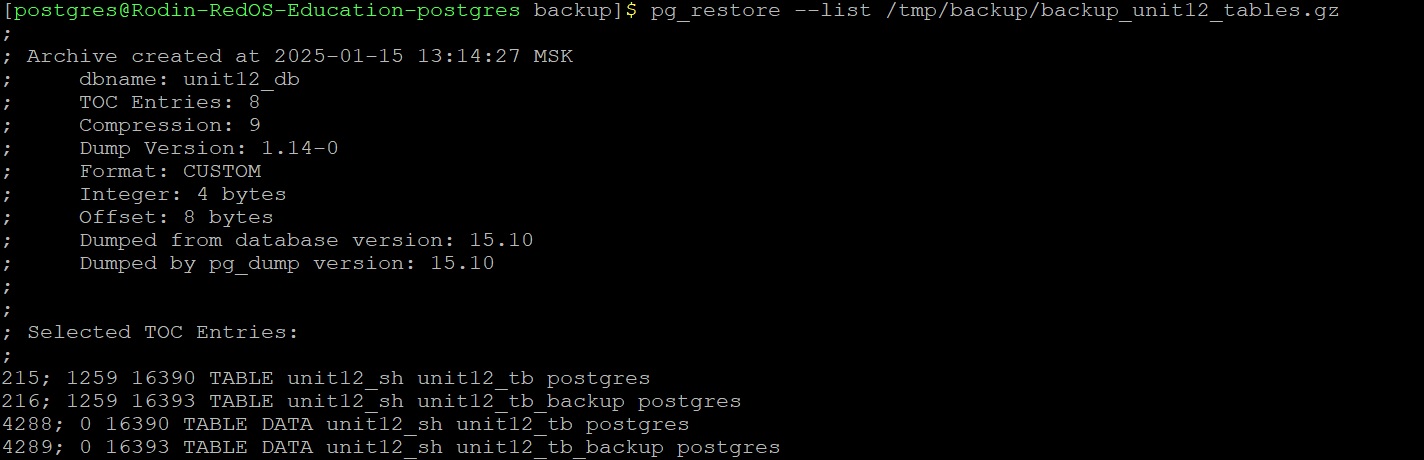 [postgres@Rodin-RedOS-Education-postgres backup]$ pg_restore --list /tmp/backup/backup_unit12_tables.gz
;
; Archive created at 2025-01-15 13:14:27 MSK
;     dbname: unit12_db
;     TOC Entries: 8
;     Compression: 9
;     Dump Version: 1.14-0
;     Format: CUSTOM
;     Integer: 4 bytes
;     Offset: 8 bytes
;     Dumped from database version: 15.10
;     Dumped by pg_dump version: 15.10
;
;
; Selected TOC Entries:
;
215; 1259 16390 TABLE unit12_sh unit12_tb postgres
216; 1259 16393 TABLE unit12_sh unit12_tb_backup postgres
4288; 0 16390 TABLE DATA unit12_sh unit12_tb postgres
4289; 0 16393 TABLE DATA unit12_sh unit12_tb_backup postgres